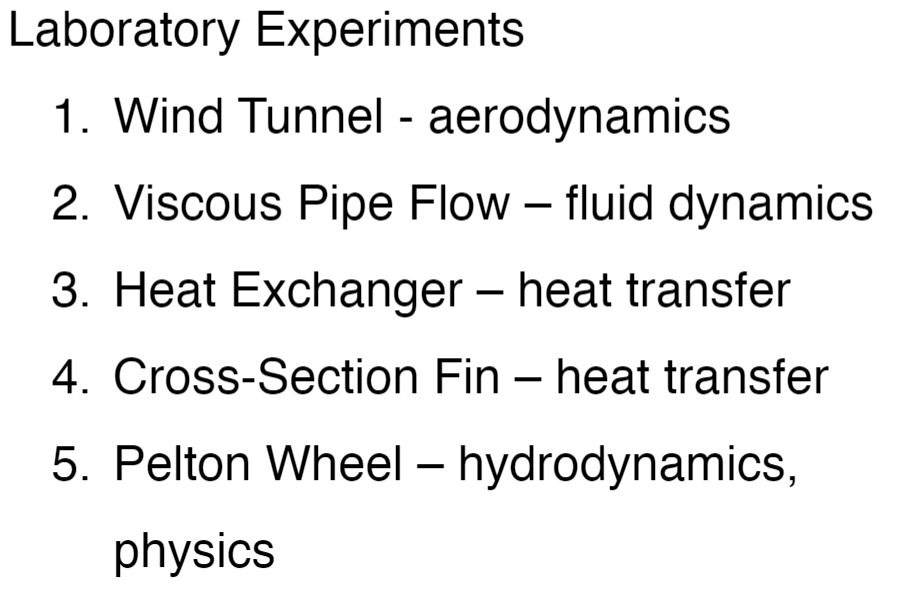 Laboratory Experiments
1. Wind Tunnel - aerodynamics
2. Viscous Pipe Flow – fluid dynamics
3. Heat Exchanger – heat transfer
4. Cross-Section Fin – heat transfer
5. Pelton Wheel – hydrodynamics,
physics